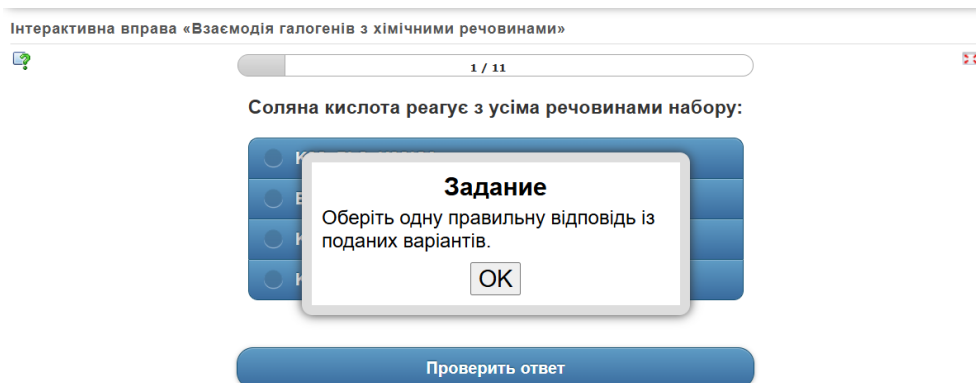 Інтерактивна вправа «Взаємодія галогенів з хімічними речовинами»
1 / 11
Соляна кислота реагує з усіма речовинами набору:
Задание
Оберіть одну правильну відповідь із
поданих варіантів.
OK
Проверить ответ